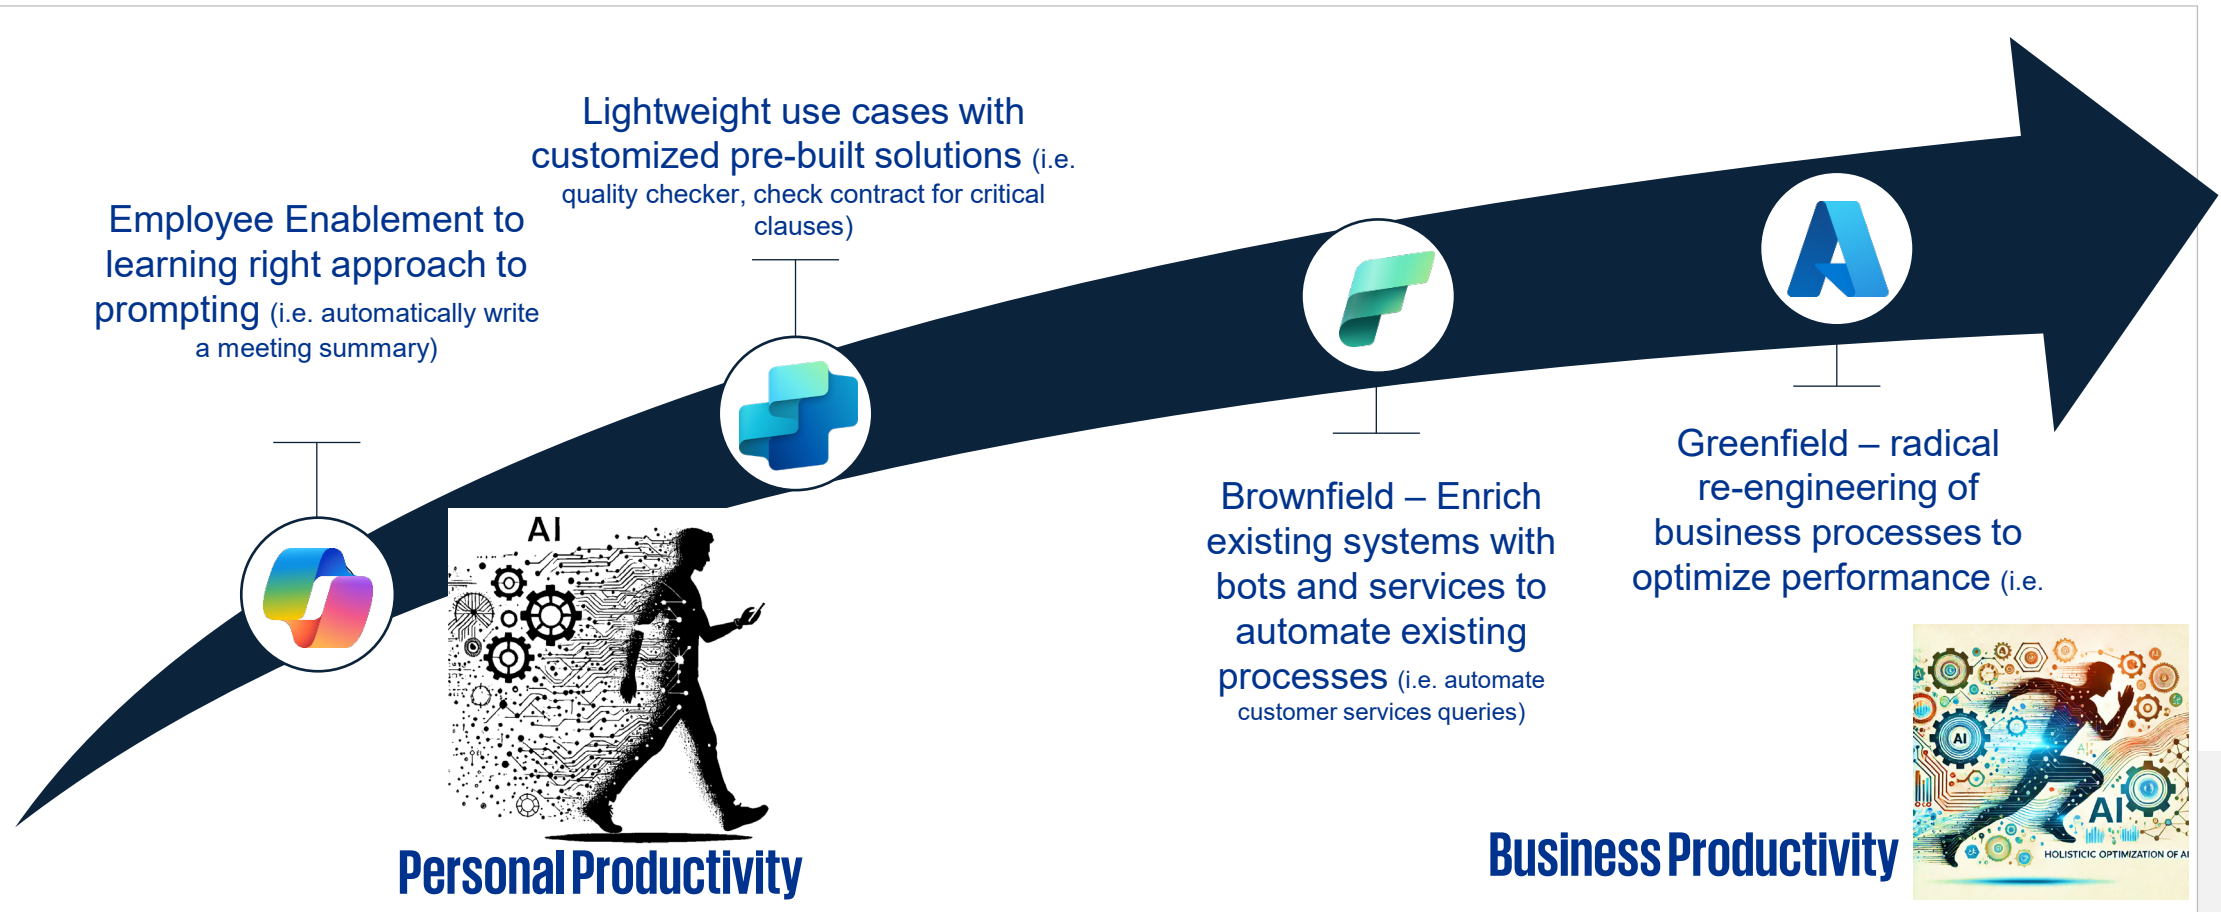 Lightweight use cases with
customized pre-built solutions (i.e.
quality checker, check contract for critical
clauses)
Employee Enablement to
learning right approach to
prompting (i.e. automatically write
a meeting summary)
Greenfield – radical
re-engineering of
business processes to
optimize performance (i.e.
Brownfield – Enrich
existing systems with
bots and services to
automate existing
processes (i.e. automate
customer services queries)
AI
Personal Productivity
Business Productivity
AI
AI
AI
HOLISTICIC OPTIMIZATION OF AI